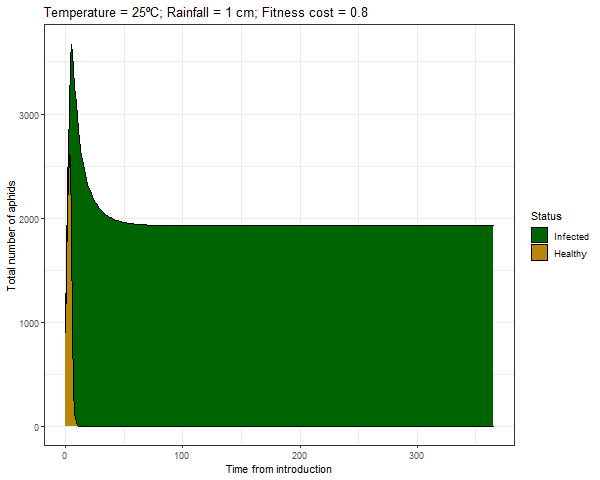 Temperature = 25ºC; Rainfall = 1 cm; Fitness cost = 0.8
Total number of aphids
3000
2000
1000
0
0
100
200
300
Time from introduction
Status
Infected
Healthy